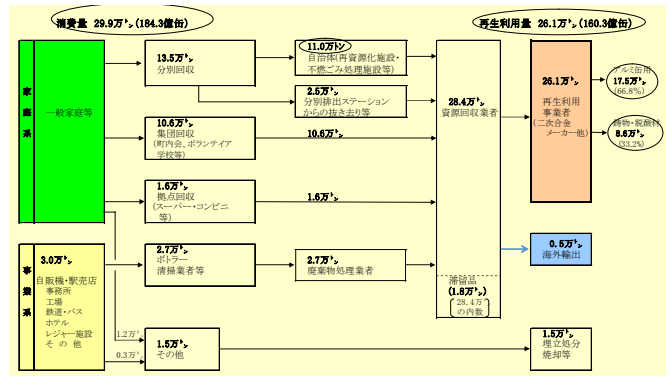 消費量 29.9万㌧(184.3億缶)
再生利用量 26.1万㌧(160.3億缶)
家庭系
一般家庭等
13.5万㌧
分別回収
11.0万トン
自治体(再資源化施設・
不燃ごみ処理施設等)
2.5万㌧
分別排出ステーション
からの抜き去り等
10.6万㌧
集団回収
(町内会、ボランテイア
学校等)
10.6万㌧
1.6万㌧
拠点回収
(スーパー・コンビニ
等)
1.6万㌧
28.4万㌧
資源回収業者
滞留品
(1.8万㌧)
28.4万
の内数
26.1万㌧
再生利用
事業者
(二次合金
メーカー他)
アルミ缶用
17.5万㌧
(66.8%)
鋳物・脱酸材
8.6万㌧
(33.2%)
0.5万㌧
海外輸出
事業系
3.0万㌧
自販機・駅売店
事務所
工場
鉄道・バス
ホテル
レジャー施設
そ の 他
2.7万㌧
ボトラー
清掃業者等
2.7万㌧
廃棄物処理業者
1.2万㌧
0.3万㌧
1.5万㌧
その他
1.5万㌧
埋立処分
焼却等